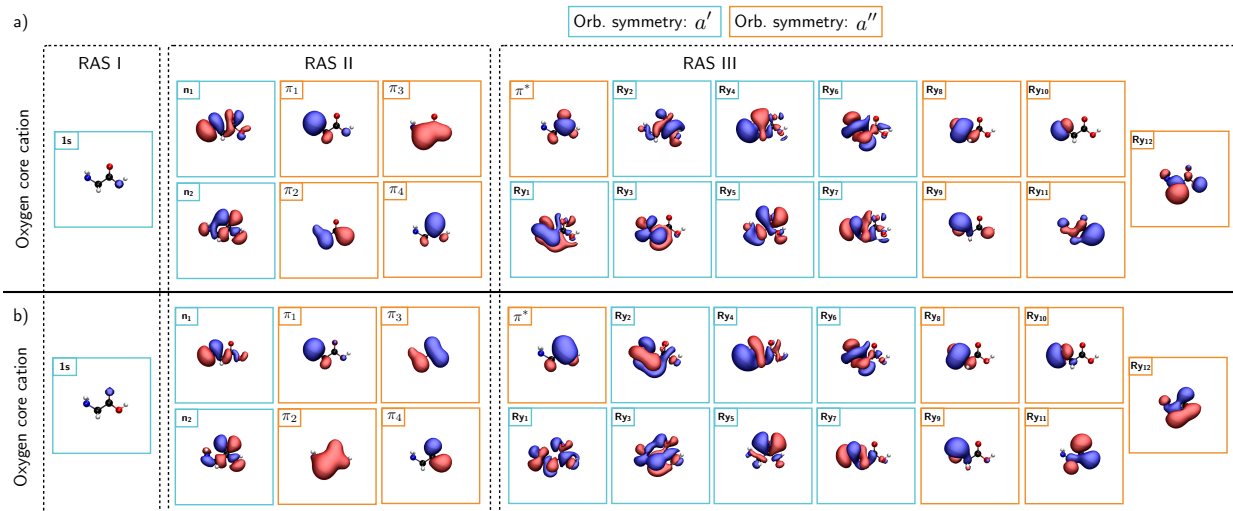 Orb. symmetry: a′ Orb. symmetry: a′′
a)
RAS I RAS II RAS III
Oxygen core cation
1s
n₁ π₁ π₃ π* Ry₂ Ry₄ Ry₆ Ry₈ Ry₁₀
Ry₁₂
n₂ π₂ π₄ Ry₁ Ry₃ Ry₅ Ry₇ Ry₉ Ry₁₁
b)
Oxygen core cation
1s
n₁ π₁ π₃ π* Ry₂ Ry₄ Ry₆ Ry₈ Ry₁₀
Ry₁₂
n₂ π₂ π₄ Ry₁ Ry₃ Ry₅ Ry₇ Ry₉ Ry₁₁